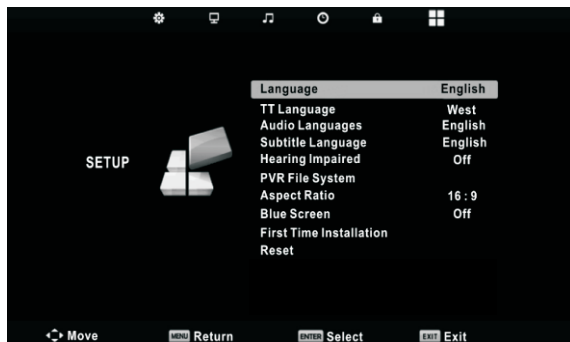 Language English
TT Language West
Audio Languages English
Subtitle Language English
SETUP
Hearing Impaired Off
PVR File System
Aspect Ratio 16 : 9
Blue Screen Off
First Time Installation
Reset
Move MENU Return ENTER Select EXIT Exit